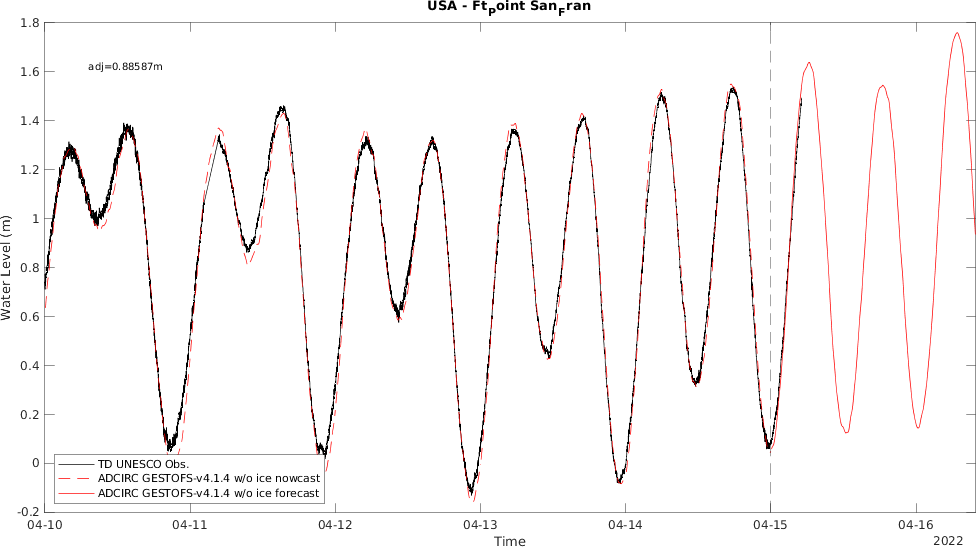 USA - FtPoint SanFran
adj=0.88587m
Water Level (m)
1.8
1.6
1.4
1.2
1
0.8
0.6
0.4
0.2
0
-0.2
TD UNESCO Obs.
ADCIRC GESTOFS-v4.1.4 w/o ice nowcast
ADCIRC GESTOFS-v4.1.4 w/o ice forecast
04-10 04-11 04-12 04-13 04-14 04-15 04-16
Time
2022